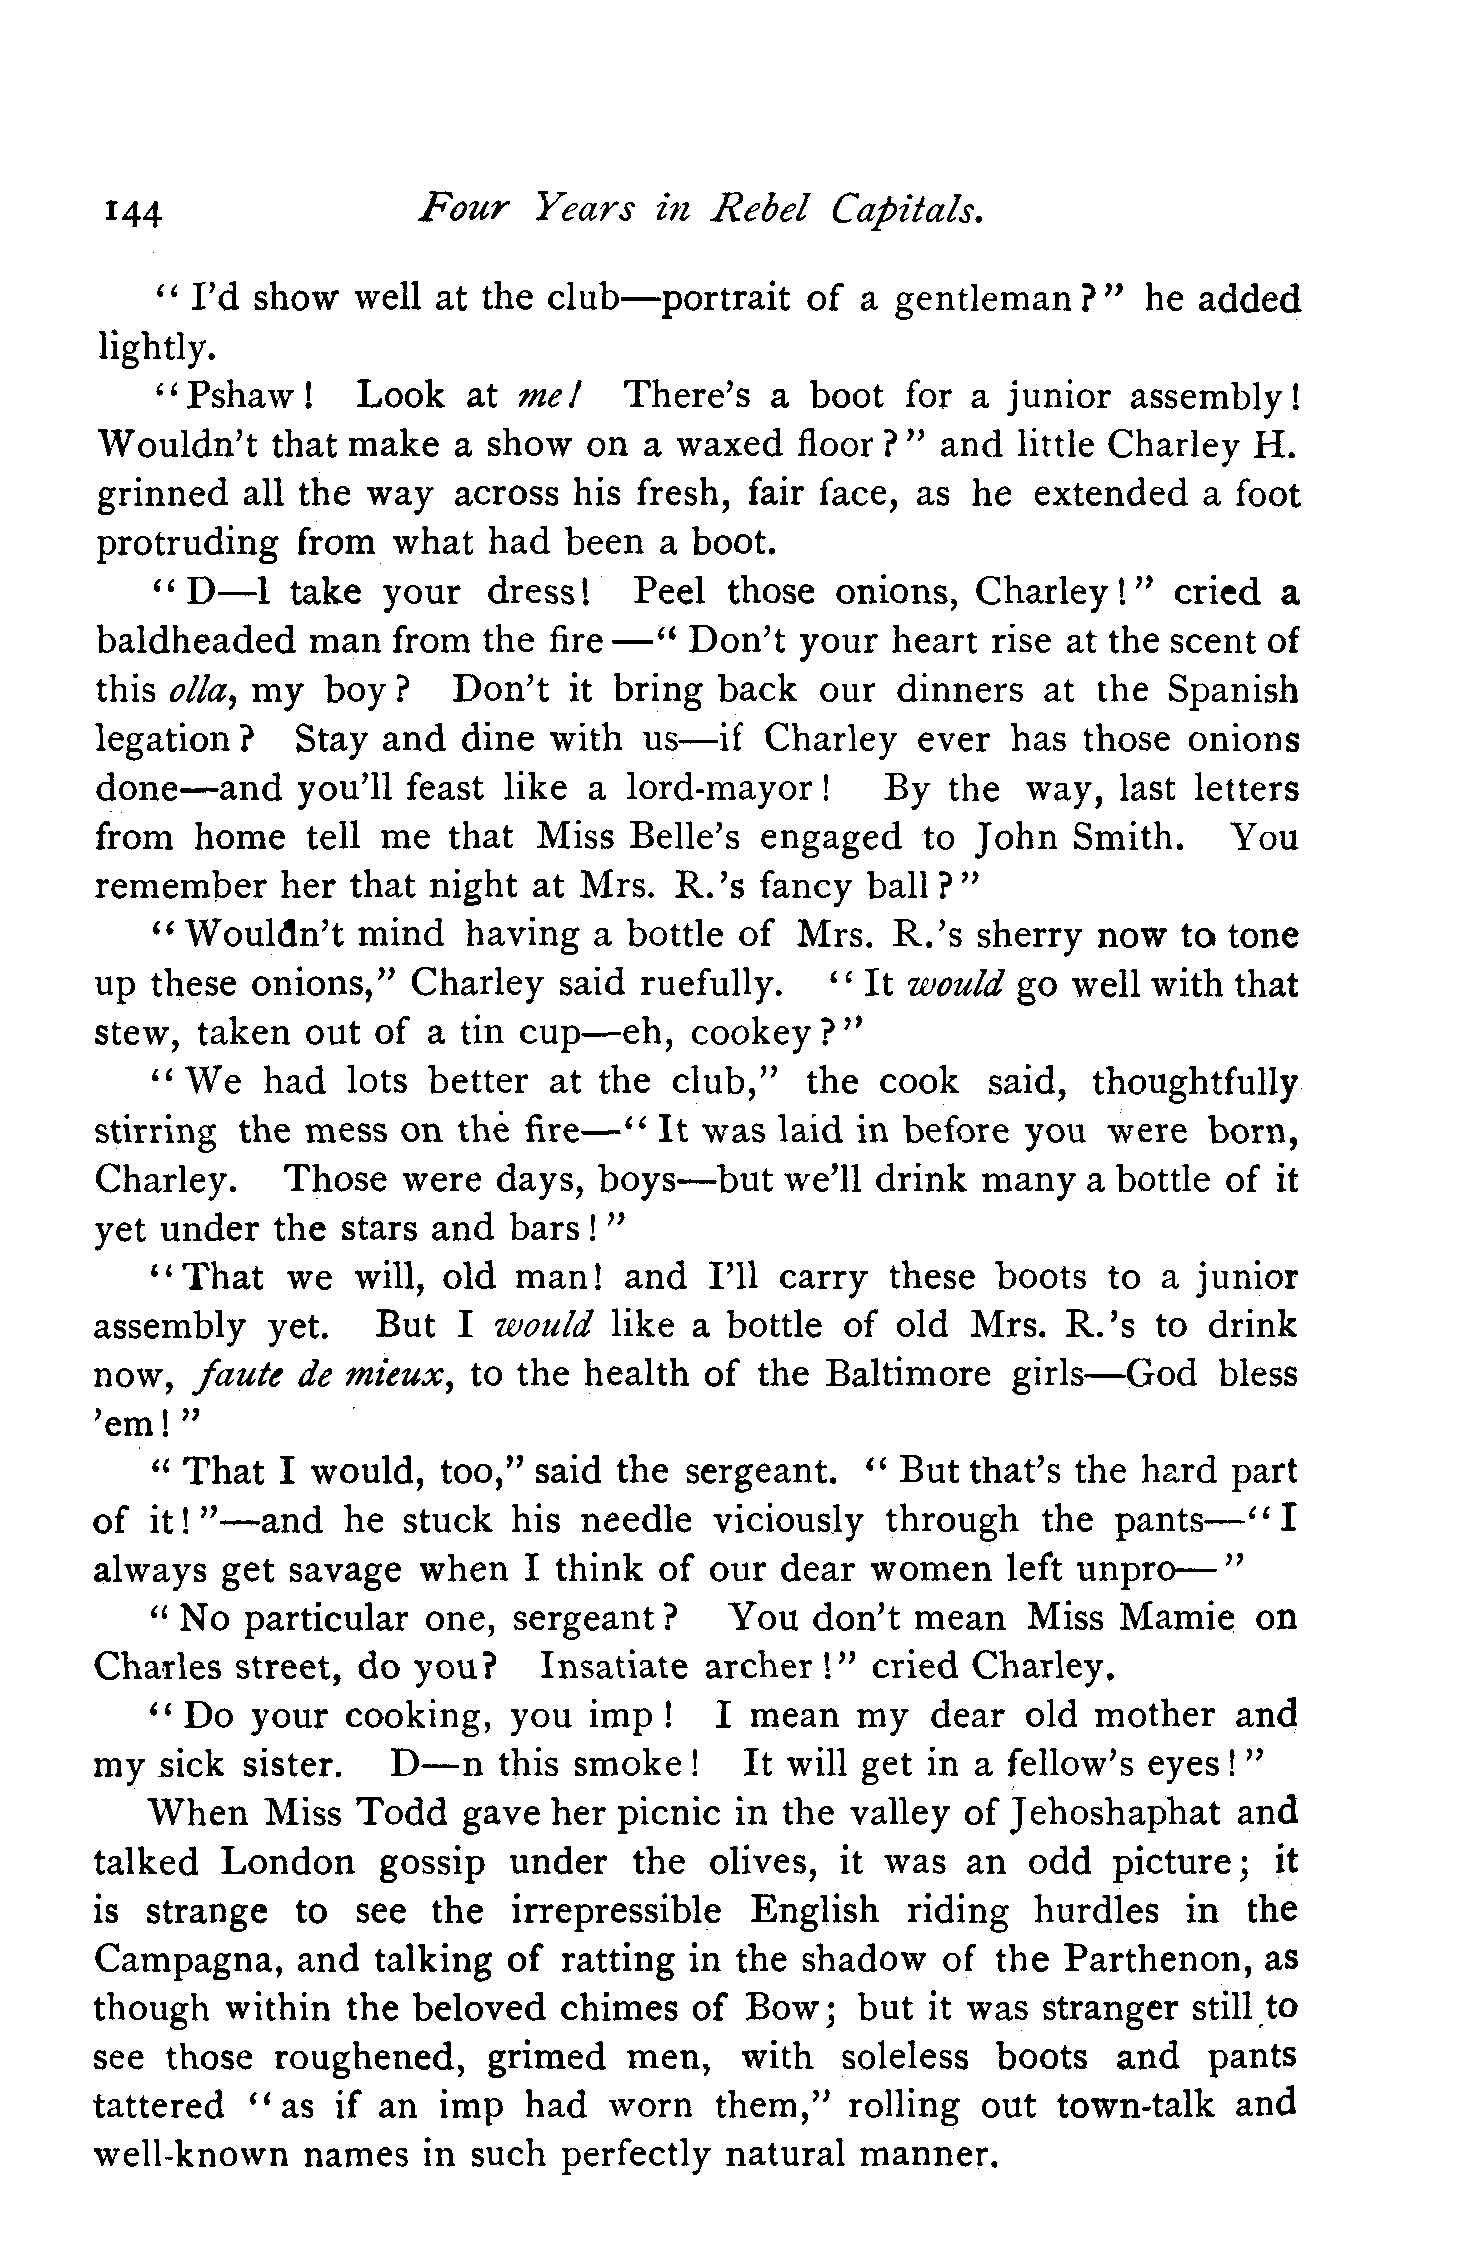 144 Four Years in Rebel Capitals.
"I'd show well at the club—portrait of a gentleman?" he added
lightly.
"Pshaw! Look at me! There's a boot for a junior assembly!
Wouldn't that make a show on a waxed floor?" and little Charley H.
grinned all the way across his fresh, fair face, as he extended a foot
protruding from what had been a boot.
"D—l take your dress! Peel those onions, Charley!" cried a
baldheaded man from the fire—"Don't your heart rise at the scent of
this olla, my boy? Don't it bring back our dinners at the Spanish
legation? Stay and dine with us—if Charley ever has those onions
done—and you'll feast like a lord-mayor! By the way, last letters
from home tell me that Miss Belle's engaged to John Smith. You
remember her that night at Mrs. R.'s fancy ball?"
"Wouldn't mind having a bottle of Mrs. R.'s sherry now to tone
up these onions," Charley said ruefully. "It would go well with that
stew, taken out of a tin cup—eh, cookey?"
"We had lots better at the club," the cook said, thoughtfully
stirring the mess on the fire—"It was laid in before you were born,
Charley. Those were days, boys—but we'll drink many a bottle of it
yet under the stars and bars!"
"That we will, old man! and I'll carry these boots to a junior
assembly yet. But I would like a bottle of old Mrs. R.'s to drink
now, faute de mieux, to the health of the Baltimore girls—God bless
'em!"
"That I would, too," said the sergeant. "But that's the hard part
of it!"—and he stuck his needle viciously through the pants—"I
always get savage when I think of our dear women left unpro—"
"No particular one, sergeant? You don't mean Miss Mamie on
Charles street, do you? Insatiate archer!" cried Charley.
"Do your cooking, you imp! I mean my dear old mother and
my sick sister. D—n this smoke! It will get in a fellow's eyes!"
When Miss Todd gave her picnic in the valley of Jehoshaphat and
talked London gossip under the olives, it was an odd picture; it
is strange to see the irrepressible English riding hurdles in the
Campagna, and talking of ratting in the shadow of the Parthenon, as
though within the beloved chimes of Bow; but it was stranger still to
see those roughened, grimed men, with soleless boots and pants
tattered "as if an imp had worn them," rolling out town-talk and
well-known names in such perfectly natural manner.